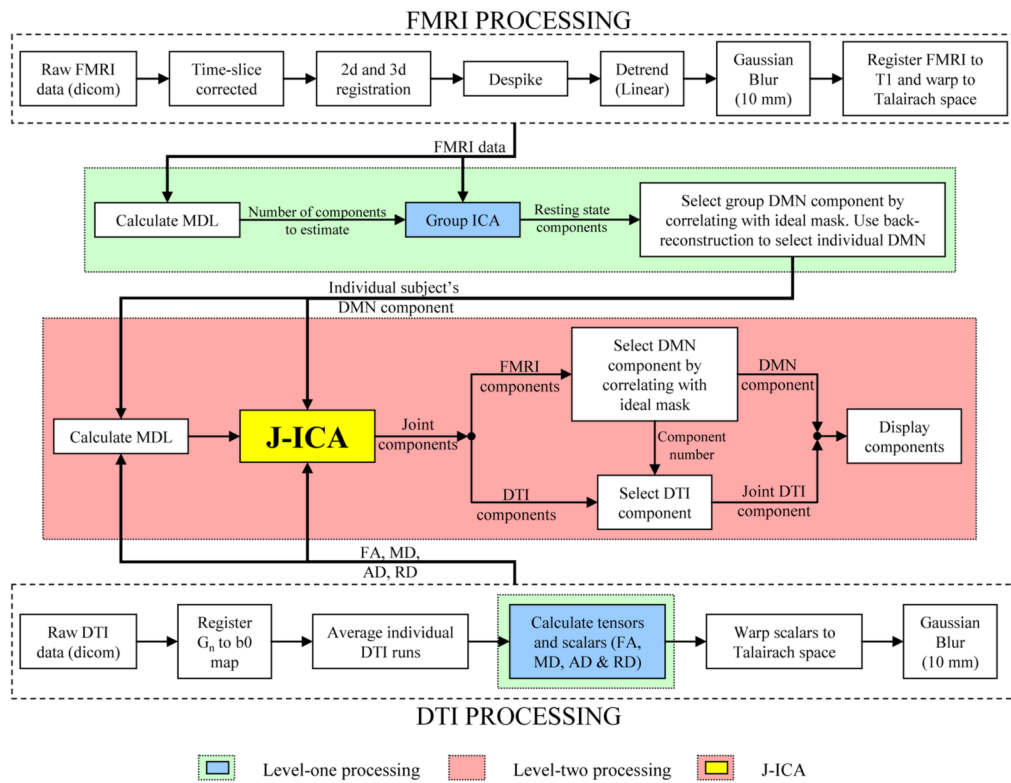 FMRI PROCESSING
Raw FMRI
data (dicom)
Time-slice
corrected
2d and 3d
registration
Despike
Detrend
(Linear)
Gaussian
Blur
(10 mm)
Register FMRI to
T1 and warp to
Talairach space
FMRI data
Calculate MDL
Number of components
to estimate
Group ICA
Resting state
components
Select group DMN component by
correlating with ideal mask. Use back-
reconstruction to select individual DMN
Individual subject's
DMN component
Calculate MDL
J-ICA
Joint
components
FMRI
components
Select DMN
component by
correlating with
ideal mask
DMN
component
Component
number
DTI
components
Select DTI
component
Joint DTI
component
Display
components
FA, MD,
AD, RD
Raw DTI
data (dicom)
Register
Gn to b0
map
Average individual
DTI runs
Calculate tensors
and scalars (FA,
MD, AD & RD)
Warp scalars to
Talairach space
Gaussian
Blur
(10 mm)
DTI PROCESSING
Level-one processing
Level-two processing
J-ICA